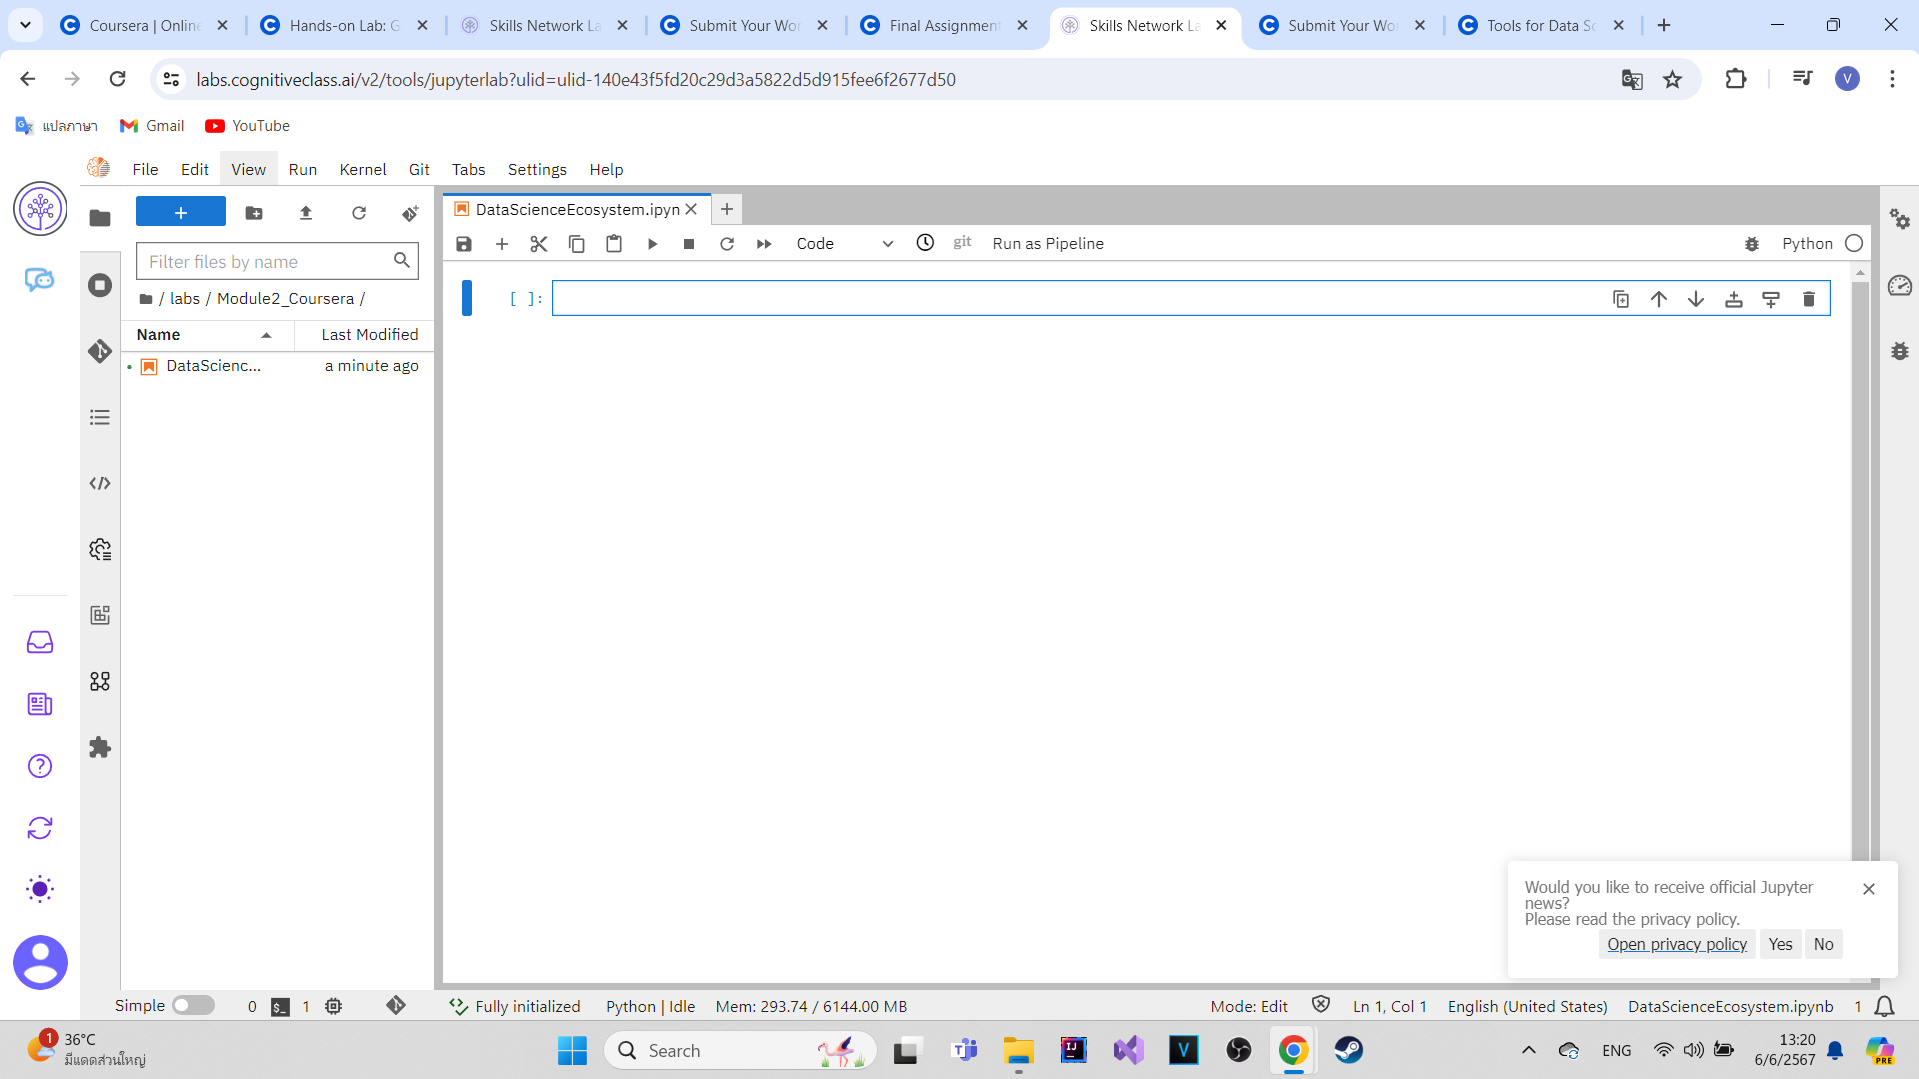 Coursera | Online
Hands-on Lab: G
Skills Network La
Submit Your Wor
Final Assignment
Skills Network La
Submit Your Wor
Tools for Data Sc
labs.cognitiveclass.ai/v2/tools/jupyterlab?ulid=ulid-140e43f5fd20c29d3a5822d5d915fee6f2677d50
V
แปลภาษา
Gmail
YouTube
File Edit View Run Kernel Git Tabs Settings Help
+
DataScienceEcosystem.ipyn
Code
git
Run as Pipeline
Python
Filter files by name
/ labs / Module2_Coursera /
[ ]:
Name
Last Modified
DataScienc...
a minute ago
Would you like to receive official Jupyter
news?
Please read the privacy policy.
Open privacy policy
Yes
No
Simple
0
1
Fully initialized
Python | Idle
Mem: 293.74 / 6144.00 MB
Mode: Edit
Ln 1, Col 1
English (United States)
DataScienceEcosystem.ipynb
1
1
36°C
มีแดดส่วนใหญ่
Search
IJ
V
PRE
ENG
13:20
6/6/2567